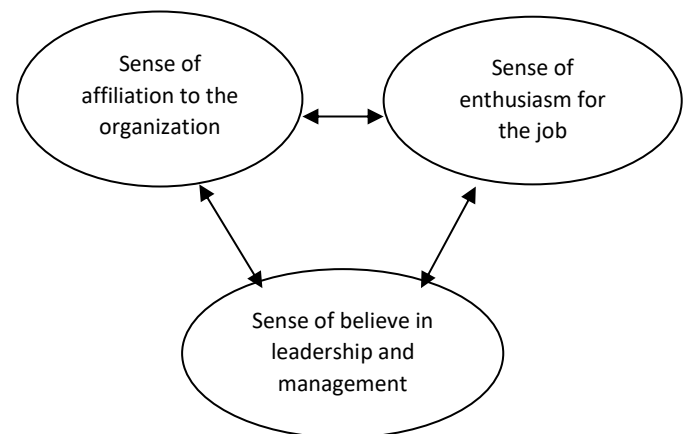 Sense of
affiliation to the
organization
Sense of
enthusiasm for
the job
Sense of believe in
leadership and
management